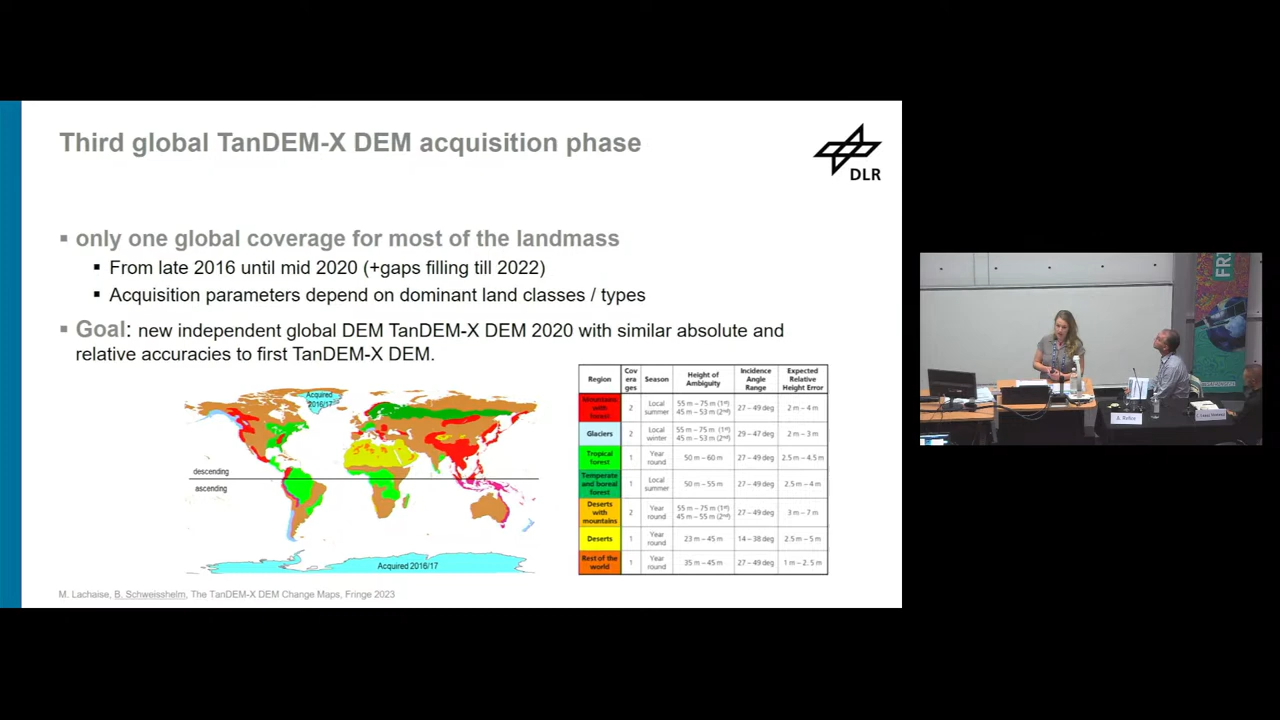 Third global TanDEM-X DEM acquisition phase
DLR
▪ only one global coverage for most of the landmass
▪ From late 2016 until mid 2020 (+gaps filling till 2022)
▪ Acquisition parameters depend on dominant land classes / types
▪ Goal: new independent global DEM TanDEM-X DEM 2020 with similar absolute and
relative accuracies to first TanDEM-X DEM.
Acquired
2016/17
descending
ascending
Acquired 2016/17
Region Cov era ges Season Height of Ambiguity Incidence Angle Range Expected Relative Height Error
Mountains with forest 2 Local summer 55 m – 75 m (1st) 45 m – 53 m (2nd) 27 – 49 deg 2 m – 4 m
Glaciers 2 Local winter 55 m – 75 m (1st) 45 m – 53 m (2nd) 29 – 47 deg 2 m – 3 m
Tropical forest 1 Year round 50 m – 60 m 27 – 49 deg 2.5 m – 4.5 m
Temperate and boreal forest 1 Local summer 50 m – 55 m 27 – 49 deg 2.5 m – 4 m
Deserts with mountains 2 Year round 55 m – 75 m (1st) 45 m – 55 m (2nd) 27 – 49 deg 3 m – 7 m
Deserts 1 Year round 23 m – 45 m 14 – 38 deg 2.5 m – 5 m
Rest of the world 1 Year round 35 m – 45 m 27 – 49 deg 1 m – 2.5 m
M. Lachaise, B. Schweisshelm, The TanDEM-X DEM Change Maps, Fringe 2023